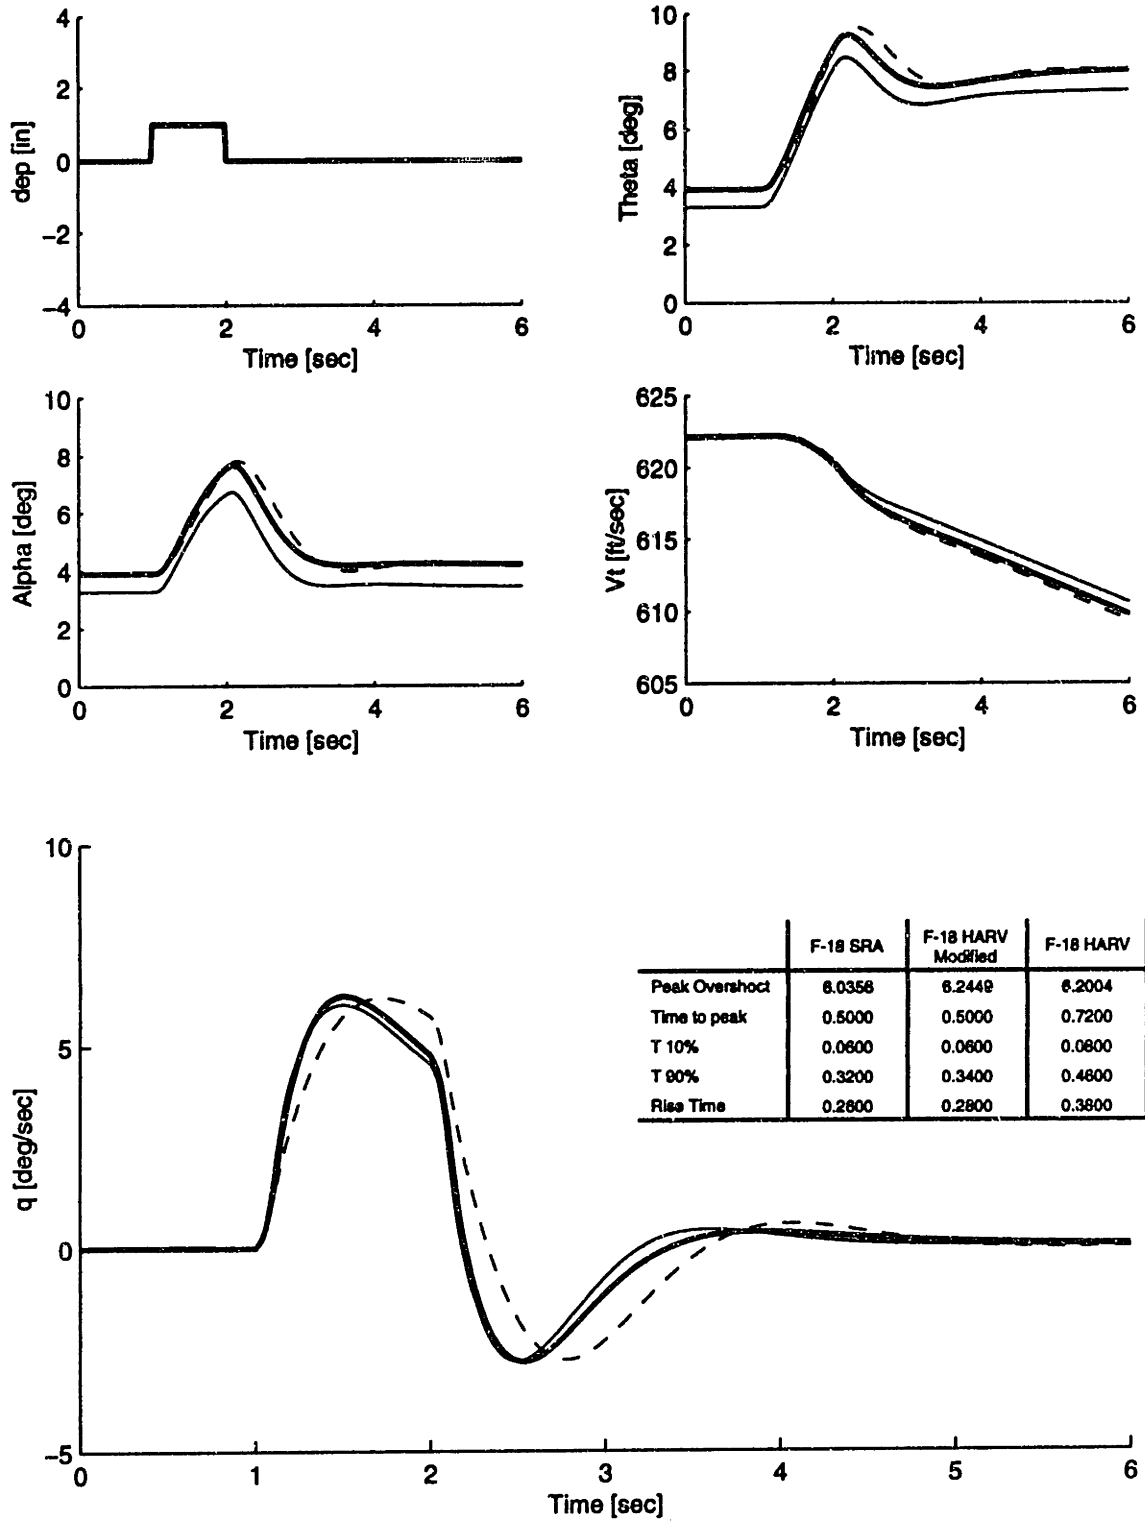 4
2
0
−2
−4
dep [in]
0 2 4 6
Time [sec]
10
8
6
4
2
0
Theta [deg]
0 2 4 6
Time [sec]
10
8
6
4
2
0
Alpha [deg]
0 2 4 6
Time [sec]
625
620
615
610
605
Vt [ft/sec]
0 2 4 6
Time [sec]
10
5
0
−5
q [deg/sec]
0 1 2 3 4 5 6
Time [sec]
F-18 SRA F-18 HARV Modified F-18 HARV
Peak Overshoot 6.0358 6.2449 6.2004
Time to peak 0.5000 0.5000 0.7200
T 10% 0.0600 0.0600 0.0800
T 90% 0.3200 0.3400 0.4600
Rise Time 0.2600 0.2800 0.3800